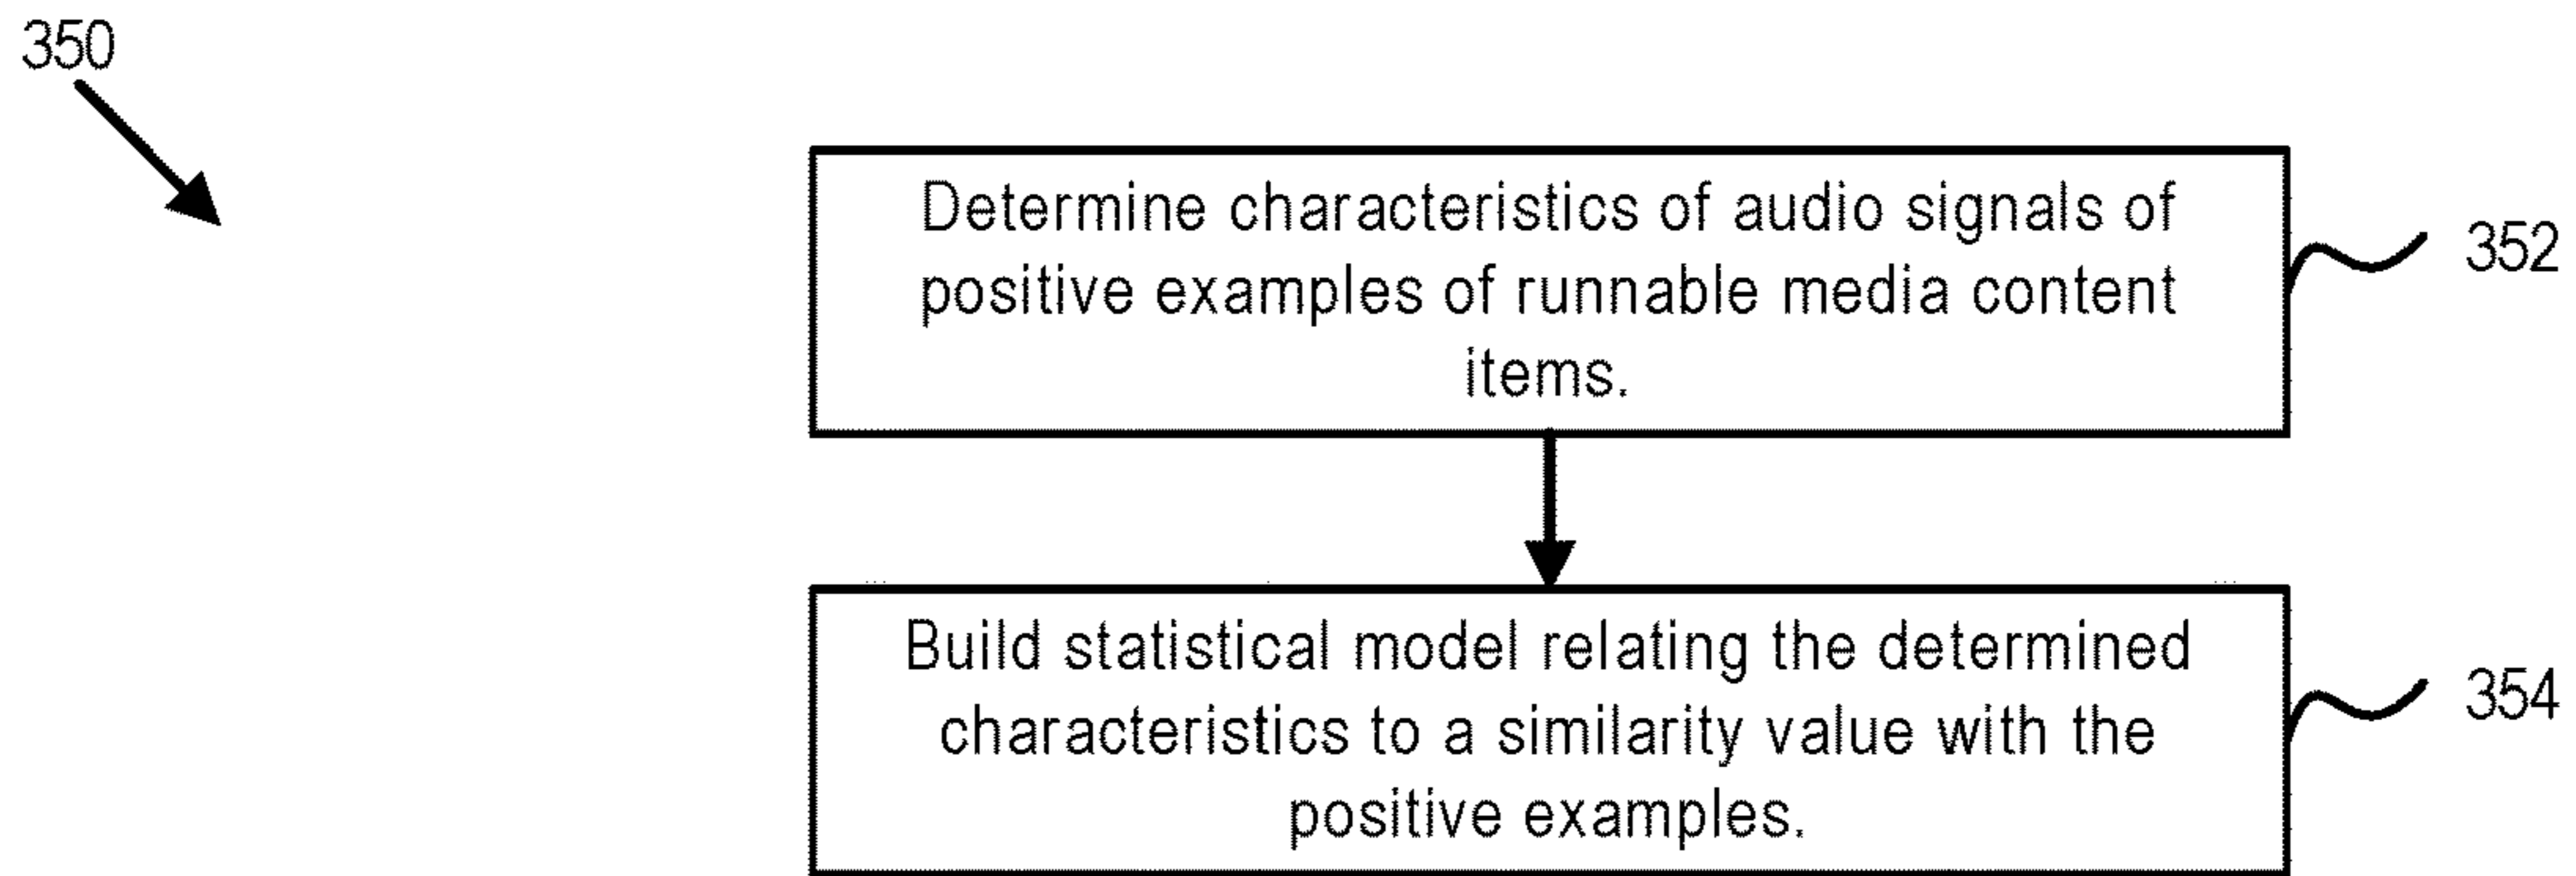 350
Determine characteristics of audio signals of
positive examples of runnable media content
items.
352
Build statistical model relating the determined
characteristics to a similarity value with the
positive examples.
354